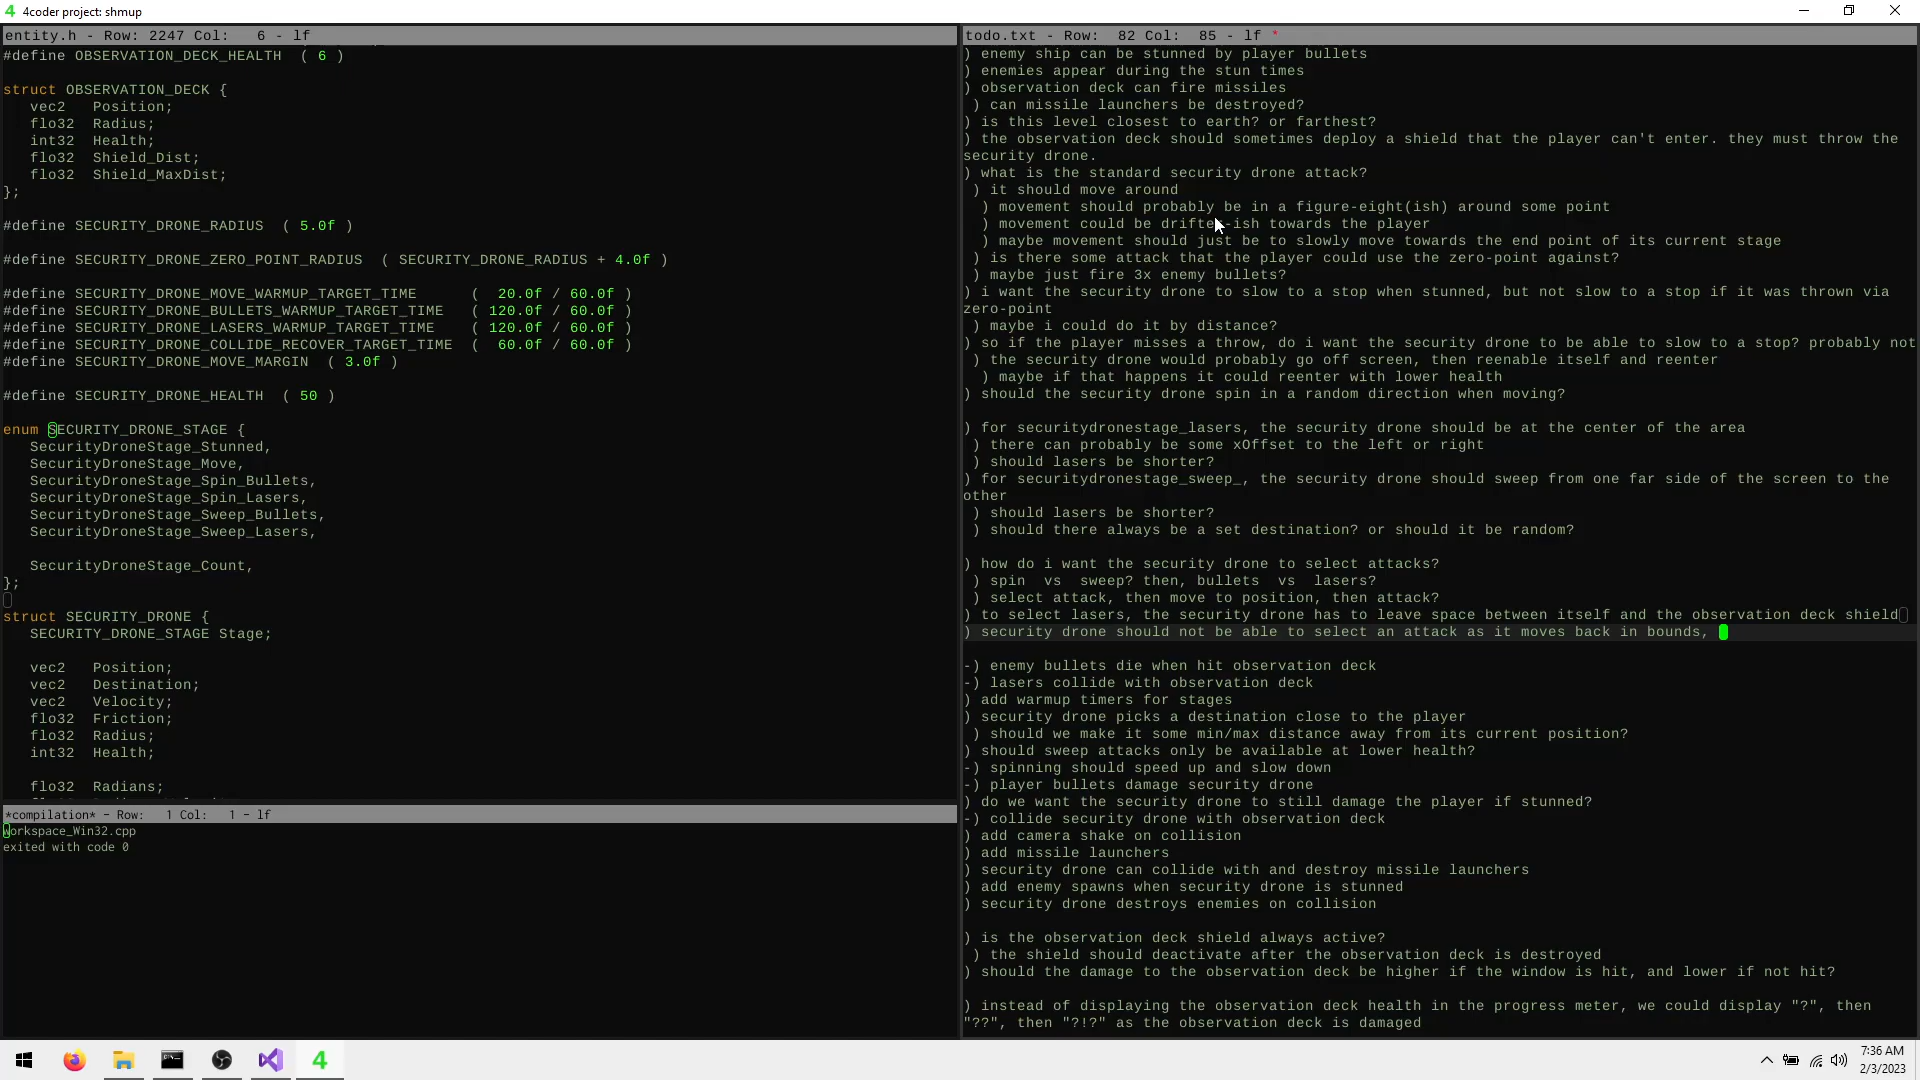 4coder project: shmup
entity.h - Row: 2247 Col:   6 - lf
#define OBSERVATION_DECK_HEALTH  ( 6 )
struct OBSERVATION_DECK {
   vec2   Position;
   flo32  Radius;
   int32  Health;
   flo32  Shield_Dist;
   flo32  Shield_MaxDist;
};
#define SECURITY_DRONE_RADIUS  ( 5.0f )
#define SECURITY_DRONE_ZERO_POINT_RADIUS  ( SECURITY_DRONE_RADIUS + 4.0f )
#define SECURITY_DRONE_MOVE_WARMUP_TARGET_TIME      (  20.0f / 60.0f )
#define SECURITY_DRONE_BULLETS_WARMUP_TARGET_TIME   ( 120.0f / 60.0f )
#define SECURITY_DRONE_LASERS_WARMUP_TARGET_TIME    ( 120.0f / 60.0f )
#define SECURITY_DRONE_COLLIDE_RECOVER_TARGET_TIME  (  60.0f / 60.0f )
#define SECURITY_DRONE_MOVE_MARGIN  ( 3.0f )
#define SECURITY_DRONE_HEALTH  ( 50 )
enum SECURITY_DRONE_STAGE {
   SecurityDroneStage_Stunned,
   SecurityDroneStage_Move,
   SecurityDroneStage_Spin_Bullets,
   SecurityDroneStage_Spin_Lasers,
   SecurityDroneStage_Sweep_Bullets,
   SecurityDroneStage_Sweep_Lasers,
   SecurityDroneStage_Count,
};
struct SECURITY_DRONE {
   SECURITY_DRONE_STAGE Stage;
   vec2   Position;
   vec2   Destination;
   vec2   Velocity;
   flo32  Friction;
   flo32  Radius;
   int32  Health;
   flo32  Radians;
*compilation* - Row:   1 Col:   1 - lf
workspace_Win32.cpp
exited with code 0
todo.txt - Row:  82 Col:  85 - lf *
) enemy ship can be stunned by player bullets
) enemies appear during the stun times
) observation deck can fire missiles
 ) can missile launchers be destroyed?
) is this level closest to earth? or farthest?
) the observation deck should sometimes deploy a shield that the player can't enter. they must throw the
security drone.
) what is the standard security drone attack?
 ) it should move around
  ) movement should probably be in a figure-eight(ish) around some point
  ) movement could be drifter-ish towards the player
  ) maybe movement should just be to slowly move towards the end point of its current stage
 ) is there some attack that the player could use the zero-point against?
 ) maybe just fire 3x enemy bullets?
) i want the security drone to slow to a stop when stunned, but not slow to a stop if it was thrown via
zero-point
 ) maybe i could do it by distance?
) so if the player misses a throw, do i want the security drone to be able to slow to a stop? probably not
 ) the security drone would probably go off screen, then reenable itself and reenter
  ) maybe if that happens it could reenter with lower health
) should the security drone spin in a random direction when moving?
) for securitydronestage_lasers, the security drone should be at the center of the area
 ) there can probably be some xOffset to the left or right
 ) should lasers be shorter?
) for securitydronestage_sweep_, the security drone should sweep from one far side of the screen to the
other
 ) should lasers be shorter?
 ) should there always be a set destination? or should it be random?
) how do i want the security drone to select attacks?
 ) spin  vs  sweep? then, bullets  vs  lasers?
 ) select attack, then move to position, then attack?
) to select lasers, the security drone has to leave space between itself and the observation deck shield
) security drone should not be able to select an attack as it moves back in bounds,
-) enemy bullets die when hit observation deck
-) lasers collide with observation deck
) add warmup timers for stages
) security drone picks a destination close to the player
 ) should we make it some min/max distance away from its current position?
) should sweep attacks only be available at lower health?
-) spinning should speed up and slow down
-) player bullets damage security drone
) do we want the security drone to still damage the player if stunned?
-) collide security drone with observation deck
) add camera shake on collision
) add missile launchers
) security drone can collide with and destroy missile launchers
) add enemy spawns when security drone is stunned
) security drone destroys enemies on collision
) is the observation deck shield always active?
 ) the shield should deactivate after the observation deck is destroyed
) should the damage to the observation deck be higher if the window is hit, and lower if not hit?
) instead of displaying the observation deck health in the progress meter, we could display "?", then
"??", then "?!?" as the observation deck is damaged
7:36 AM
2/3/2023